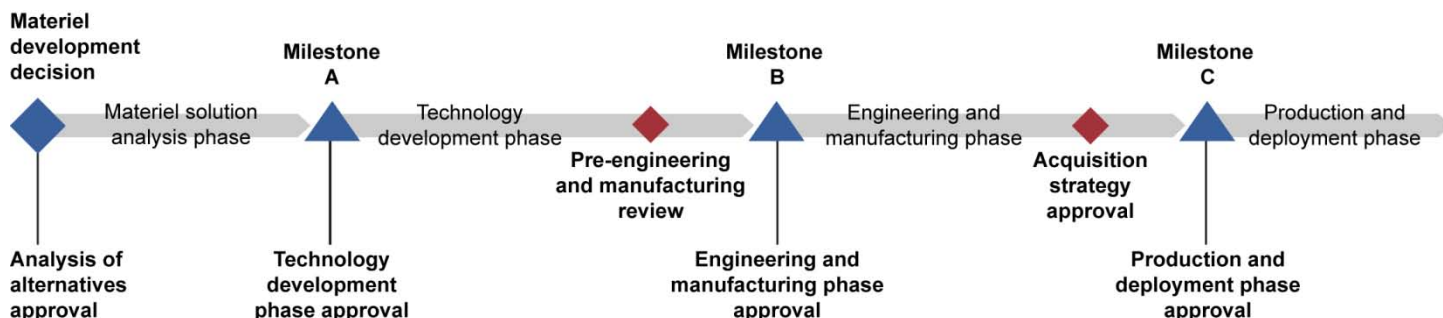 Materiel
development
decision
Milestone
A
Milestone
B
Milestone
C
Materiel solution
analysis phase
Technology
development phase
Engineering and
manufacturing phase
Production and
deployment phase
Pre-engineering
and manufacturing
review
Acquisition
strategy
approval
Analysis of
alternatives
approval
Technology
development
phase approval
Engineering and
manufacturing phase
approval
Production and
deployment phase
approval